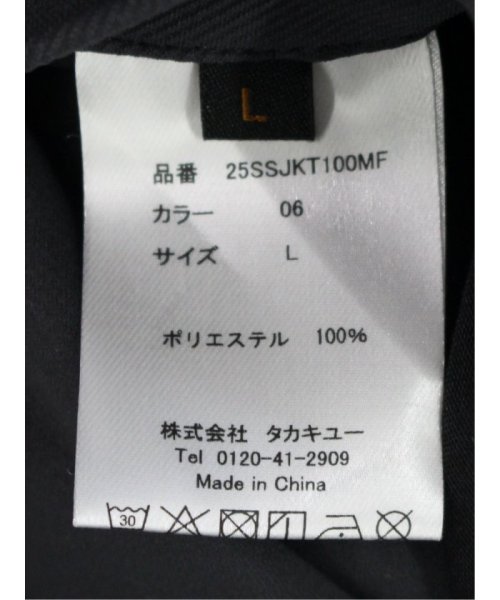 L
品番 25SSJKT100MF
カラー 06
サイズ L
ポリエステル 100%
株式会社 タカキュー
Tel 0120-41-2909
Made in China
30